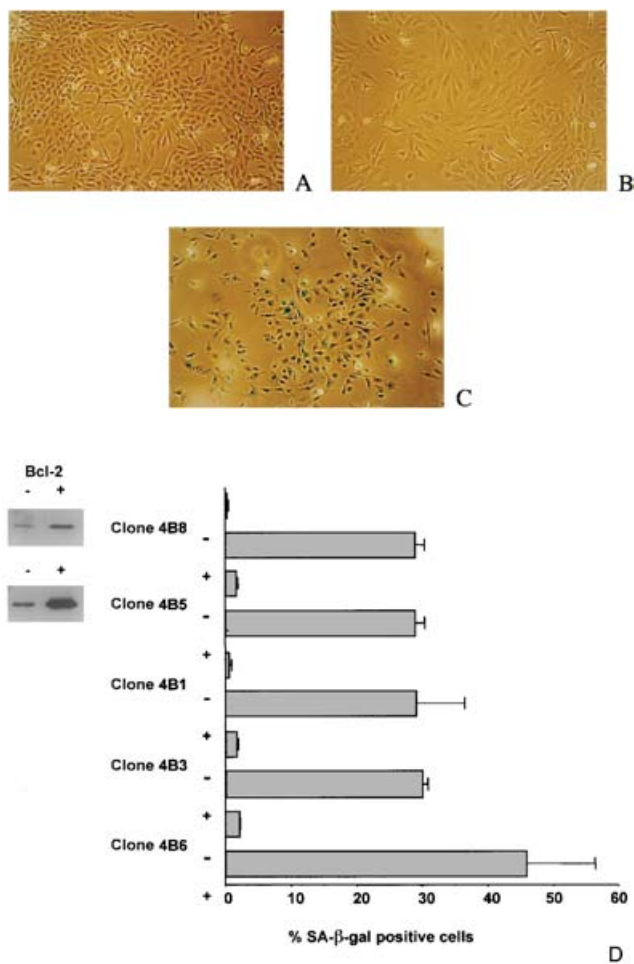 A
B
C
Bcl-2
- +
- +
Clone 4B8
-
+
Clone 4B5
-
+
Clone 4B1
-
+
Clone 4B3
-
+
Clone 4B6
-
+
0 10 20 30 40 50 60
% SA-β-gal positive cells
D